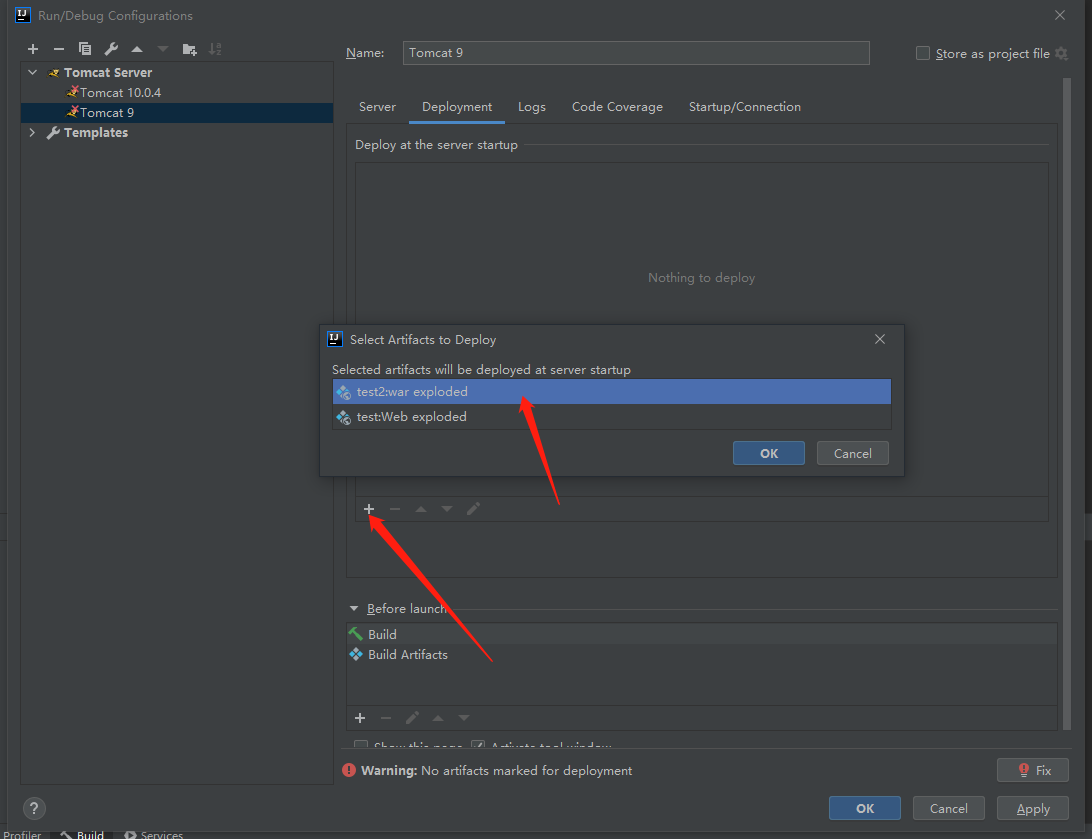 Run/Debug Configurations
Name: Tomcat 9 Store as project file
Tomcat Server
Tomcat 10.0.4
Tomcat 9
Templates
Server Deployment Logs Code Coverage Startup/Connection
Deploy at the server startup
Nothing to deploy
Select Artifacts to Deploy
Selected artifacts will be deployed at server startup
test2:war exploded
test:Web exploded
OK Cancel
Before launch
Build
Build Artifacts
Show this page Activate tool window
Warning: No artifacts marked for deployment Fix
? OK Cancel Apply
Profiler Build Services